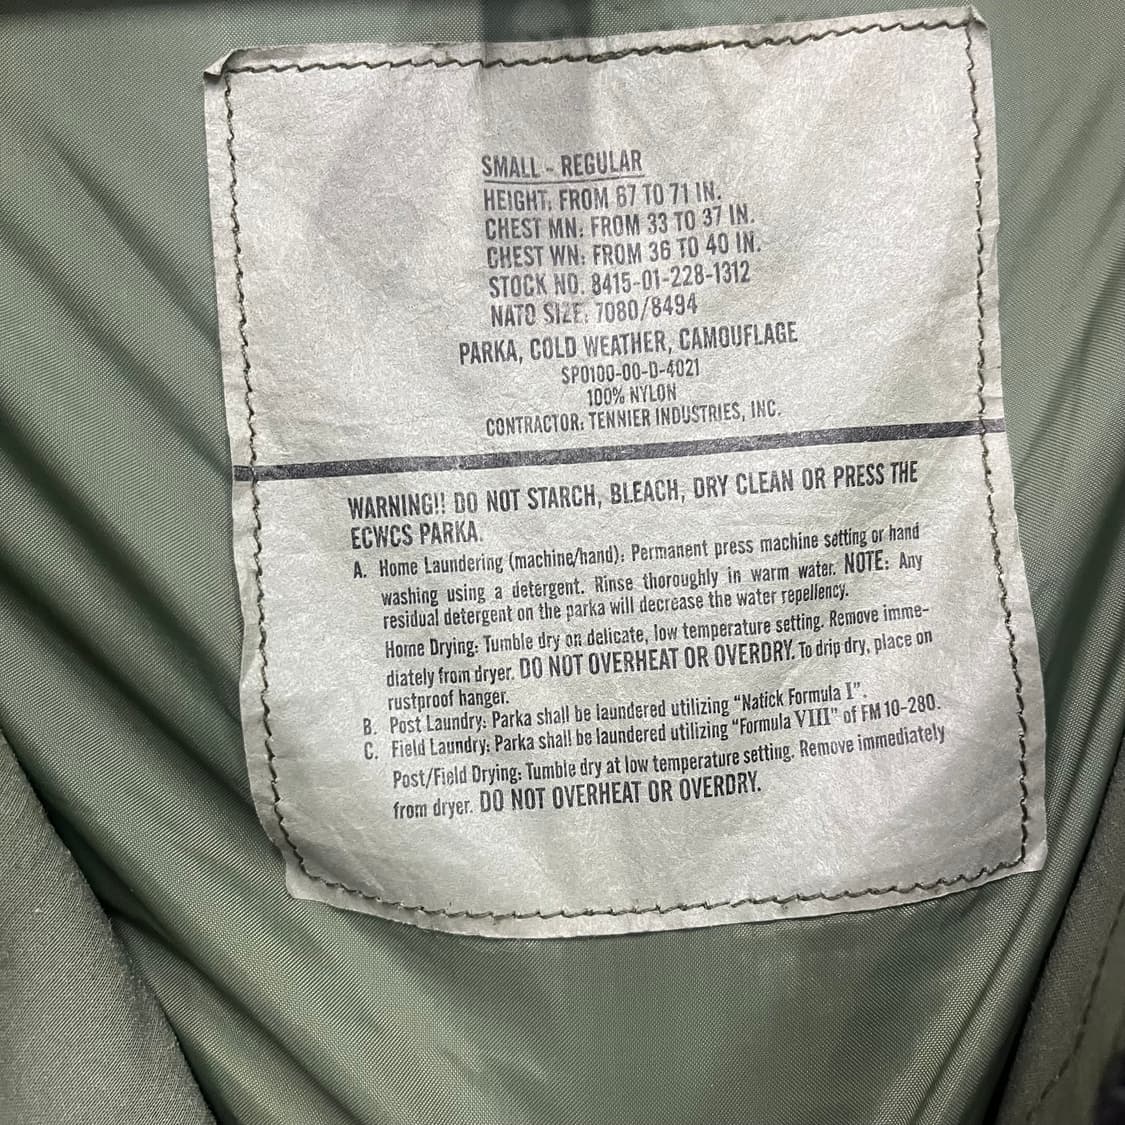 SMALL - REGULAR
HEIGHT: FROM 67 TO 71 IN.
CHEST MN: FROM 33 TO 37 IN.
CHEST WN: FROM 36 TO 40 IN.
STOCK NO. 8415-01-228-1312
NATO SIZE: 7080/8494
PARKA, COLD WEATHER, CAMOUFLAGE
SP0100-00-D-4021
100% NYLON
CONTRACTOR: TENNIER INDUSTRIES, INC.
WARNING!! DO NOT STARCH, BLEACH, DRY CLEAN OR PRESS THE
ECWCS PARKA.
A. Home Laundering (machine/hand): Permanent press machine setting or hand
washing using a detergent. Rinse thoroughly in warm water. NOTE: Any
residual detergent on the parka will decrease the water repellency.
Home Drying: Tumble dry on delicate, low temperature setting. Remove imme-
diately from dryer. DO NOT OVERHEAT OR OVERDRY. To drip dry, place on
rustproof hanger.
B. Post Laundry: Parka shall be laundered utilizing "Natick Formula I".
C. Field Laundry: Parka shall be laundered utilizing "Formula VIII" of FM 10-280.
Post/Field Drying: Tumble dry at low temperature setting. Remove immediately
from dryer. DO NOT OVERHEAT OR OVERDRY.